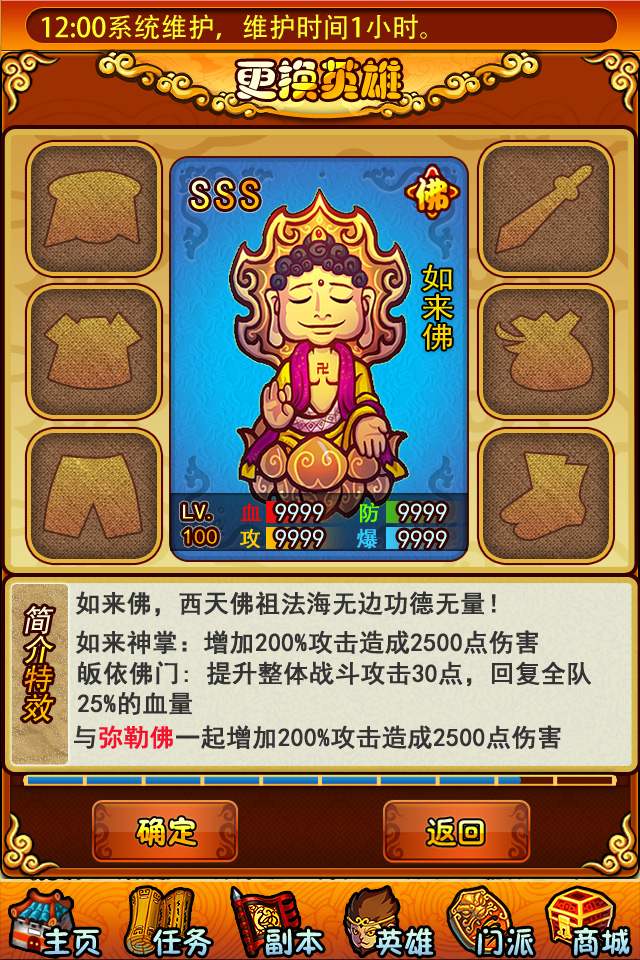 12:00系统维护，维护时间1小时。
更换英雄
SSS
佛
如来佛
LV. 100
血 9999 防 9999
攻 9999 爆 9999
简介特效
如来佛，西天佛祖法海无边功德无量！
如来神掌：增加200%攻击造成2500点伤害
皈依佛门：提升整体战斗攻击30点，回复全队
25%的血量
与弥勒佛一起增加200%攻击造成2500点伤害
确定 返回
主页 任务 副本 英雄 门派 商城